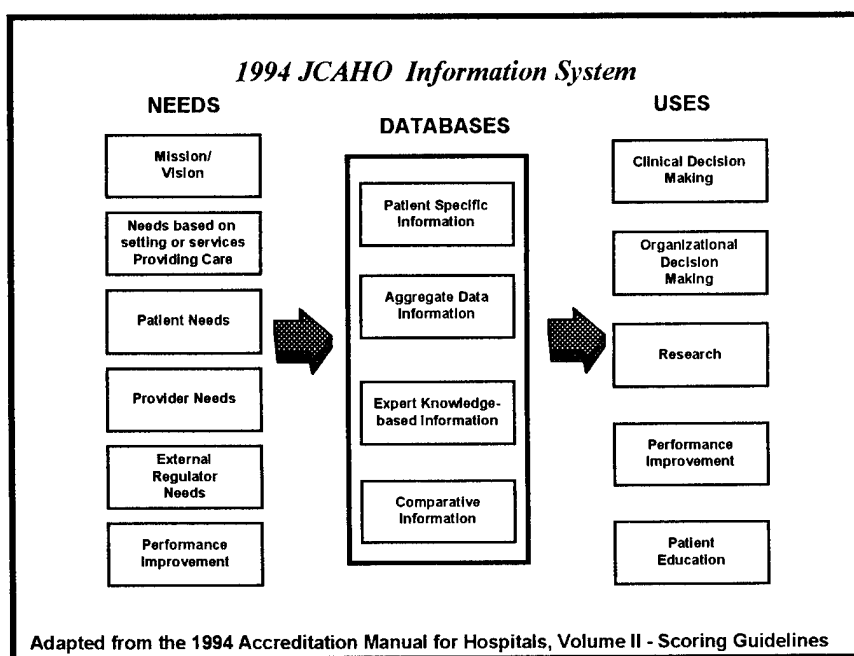 1994 JCAHO Information System
NEEDS
Mission/
Vision
Needs based on
setting or services
Providing Care
Patient Needs
Provider Needs
External
Regulator
Needs
Performance
Improvement
DATABASES
Patient Specific
Information
Aggregate Data
Information
Expert Knowledge-
based Information
Comparative
Information
USES
Clinical Decision
Making
Organizational
Decision
Making
Research
Performance
Improvement
Patient
Education
Adapted from the 1994 Accreditation Manual for Hospitals, Volume II - Scoring Guidelines